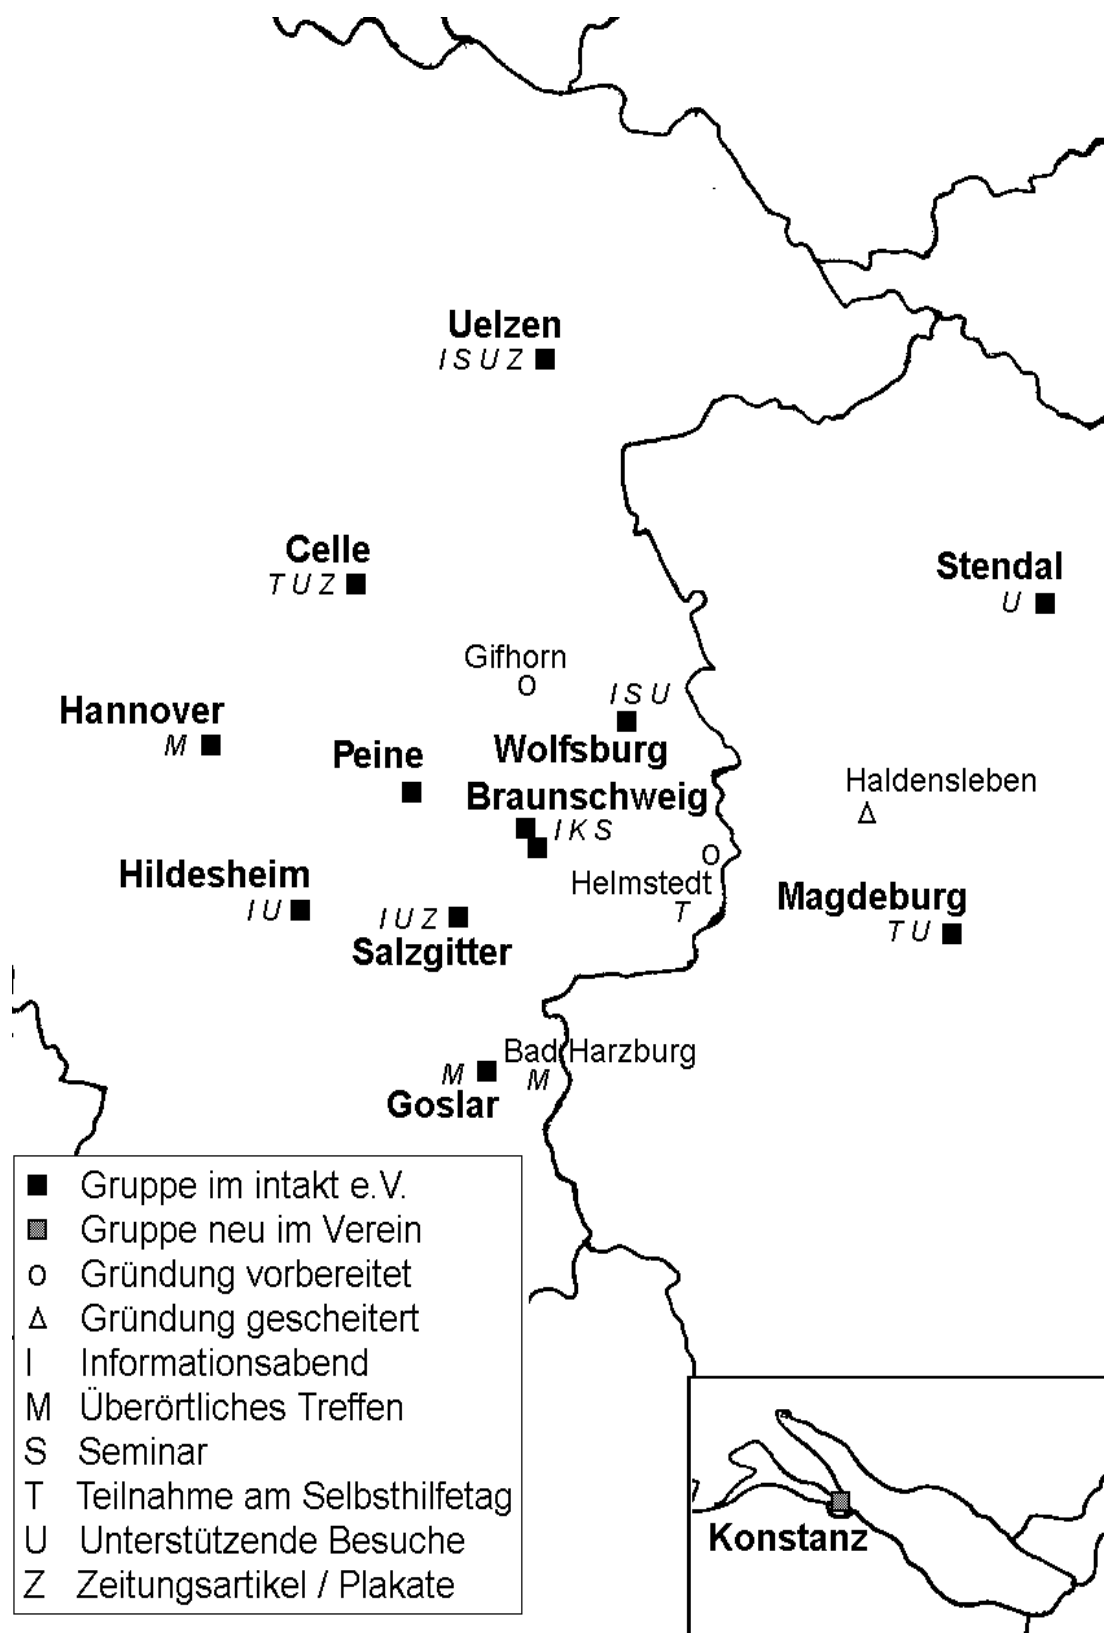 Uelzen
I S U Z
Celle
T U Z
Stendal
U
Gifhorn
I S U
Hannover
M
Wolfsburg
Peine
Haldensleben
Braunschweig
I K S
Hildesheim
I U
Helmstedt
T
Magdeburg
T U
I U Z
Salzgitter
Bad Harzburg
M
M
Goslar
Gruppe im intakt e.V.
Gruppe neu im Verein
o Gründung vorbereitet
Δ Gründung gescheitert
I Informationsabend
M Überörtliches Treffen
S Seminar
T Teilnahme am Selbsthilfetag
U Unterstützende Besuche
Z Zeitungsartikel / Plakate
Konstanz